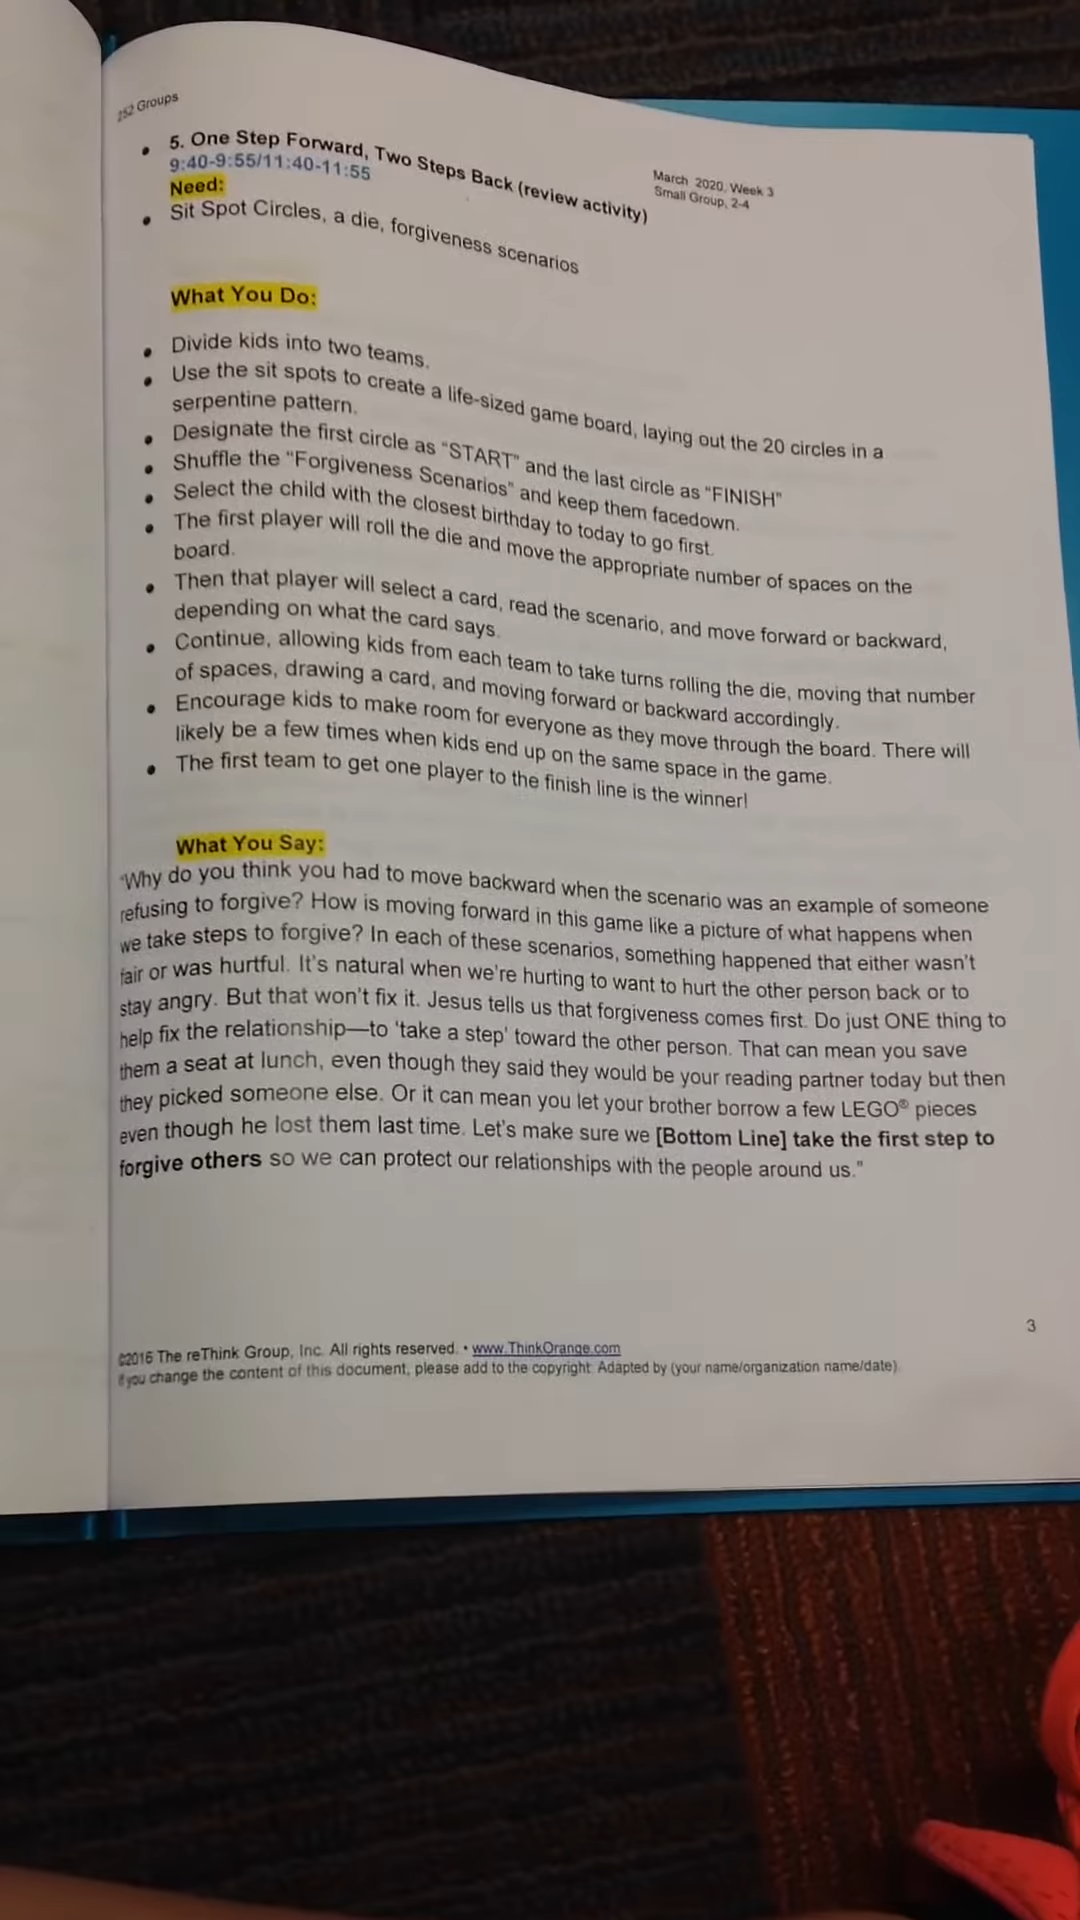 252 Groups
March 2020, Week 3
Small Group, 2-4
• 5. One Step Forward, Two Steps Back (review activity)
9:40-9:55/11:40-11:55
Need:
• Sit Spot Circles, a die, forgiveness scenarios
What You Do:
• Divide kids into two teams.
• Use the sit spots to create a life-sized game board, laying out the 20 circles in a
serpentine pattern.
• Designate the first circle as “START” and the last circle as “FINISH”
• Shuffle the “Forgiveness Scenarios” and keep them facedown.
• Select the child with the closest birthday to today to go first.
• The first player will roll the die and move the appropriate number of spaces on the
board.
• Then that player will select a card, read the scenario, and move forward or backward,
depending on what the card says.
• Continue, allowing kids from each team to take turns rolling the die, moving that number
of spaces, drawing a card, and moving forward or backward accordingly.
• Encourage kids to make room for everyone as they move through the board. There will
likely be a few times when kids end up on the same space in the game.
• The first team to get one player to the finish line is the winner!
What You Say:
“Why do you think you had to move backward when the scenario was an example of someone
refusing to forgive? How is moving forward in this game like a picture of what happens when
we take steps to forgive? In each of these scenarios, something happened that either wasn’t
fair or was hurtful. It’s natural when we’re hurting to want to hurt the other person back or to
stay angry. But that won’t fix it. Jesus tells us that forgiveness comes first. Do just ONE thing to
help fix the relationship—to ‘take a step’ toward the other person. That can mean you save
them a seat at lunch, even though they said they would be your reading partner today but then
they picked someone else. Or it can mean you let your brother borrow a few LEGO® pieces
even though he lost them last time. Let’s make sure we [Bottom Line] take the first step to
forgive others so we can protect our relationships with the people around us.”
3
©2016 The reThink Group, Inc. All rights reserved. • www.ThinkOrange.com
If you change the content of this document, please add to the copyright: Adapted by (your name/organization name/date)